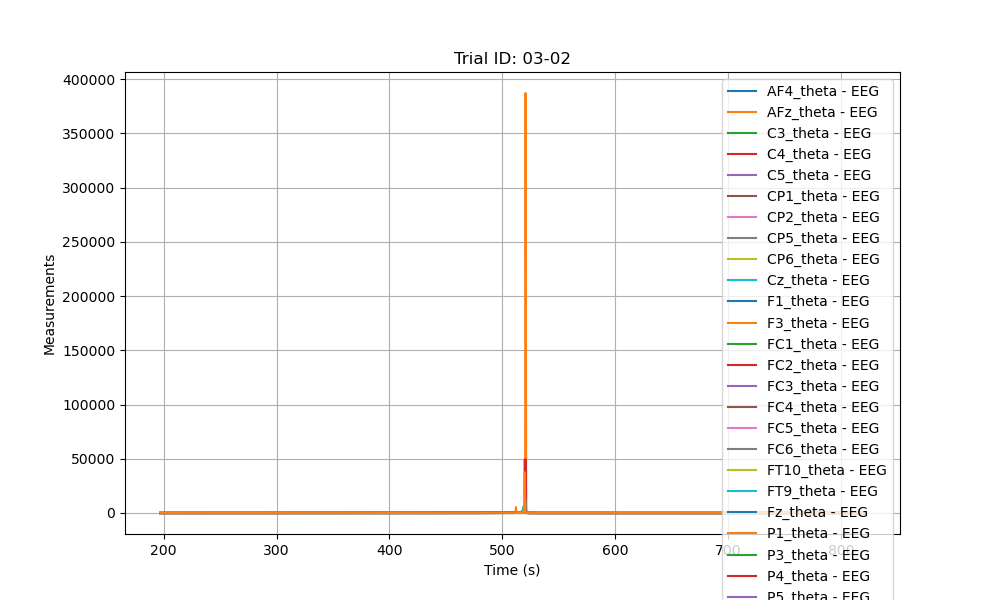 Trial ID: 03-02
Measurements
400000
350000
300000
250000
200000
150000
100000
50000
0
200
300
400
500
600
700
800
Time (s)
AF4_theta - EEG
AFz_theta - EEG
C3_theta - EEG
C4_theta - EEG
C5_theta - EEG
CP1_theta - EEG
CP2_theta - EEG
CP5_theta - EEG
CP6_theta - EEG
Cz_theta - EEG
F1_theta - EEG
F3_theta - EEG
FC1_theta - EEG
FC2_theta - EEG
FC3_theta - EEG
FC4_theta - EEG
FC5_theta - EEG
FC6_theta - EEG
FT10_theta - EEG
FT9_theta - EEG
Fz_theta - EEG
P1_theta - EEG
P3_theta - EEG
P4_theta - EEG
P5_theta - EEG